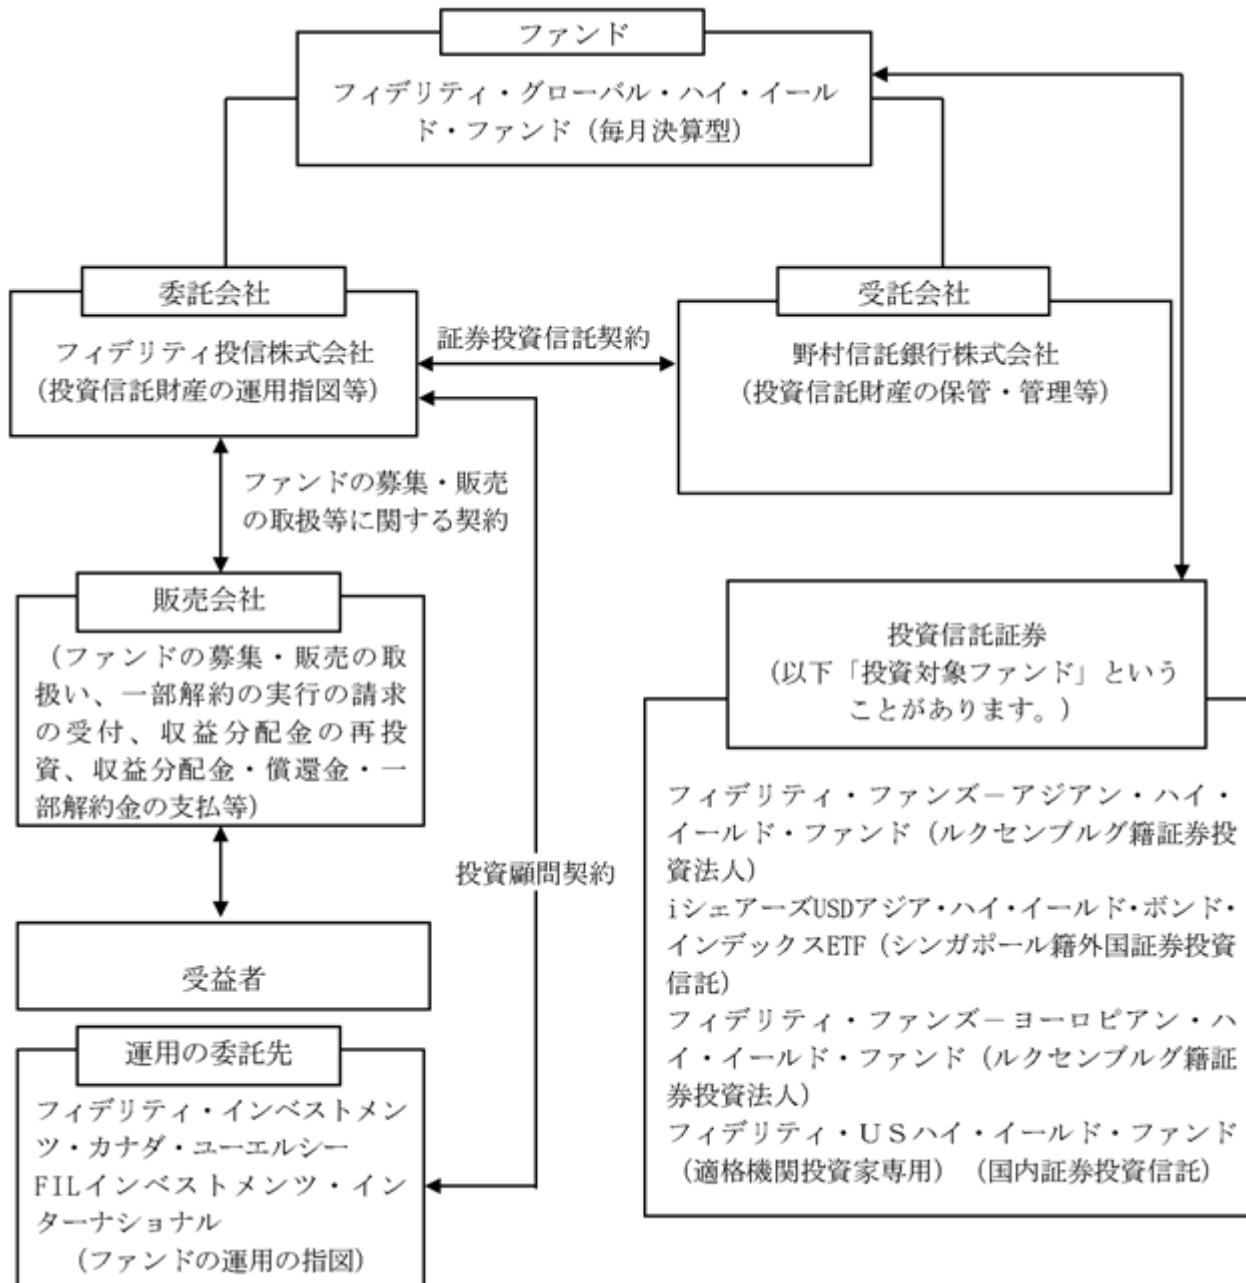 ファンド
フィデリティ・グローバル・ハイ・イール
ド・ファンド（毎月決算型）
委託会社
フィデリティ投信株式会社
（投資信託財産の運用指図等）
証券投資信託契約
受託会社
野村信託銀行株式会社
（投資信託財産の保管・管理等）
ファンドの募集・販売
の取扱等に関する契約
販売会社
（ファンドの募集・販売の取
扱い、一部解約の実行の請求
の受付、収益分配金の再投
資、収益分配金・償還金・一
部解約金の支払等）
投資顧問契約
受益者
運用の委託先
フィデリティ・インベストメン
ツ・カナダ・ユーエルシー
FILインベストメンツ・イン
ターナショナル
（ファンドの運用の指図）
投資信託証券
（以下「投資対象ファンド」という
ことがあります。）
フィデリティ・ファンズ－アジアン・ハイ・
イールド・ファンド（ルクセンブルグ籍証券投
資法人）
iシェアーズUSDアジア・ハイ・イールド・ボンド・
インデックスETF（シンガポール籍外国証券投資
信託）
フィデリティ・ファンズ－ヨーロピアン・ハ
イ・イールド・ファンド（ルクセンブルグ籍証
券投資法人）
フィデリティ・ＵＳハイ・イールド・ファンド
（適格機関投資家専用）（国内証券投資信託）